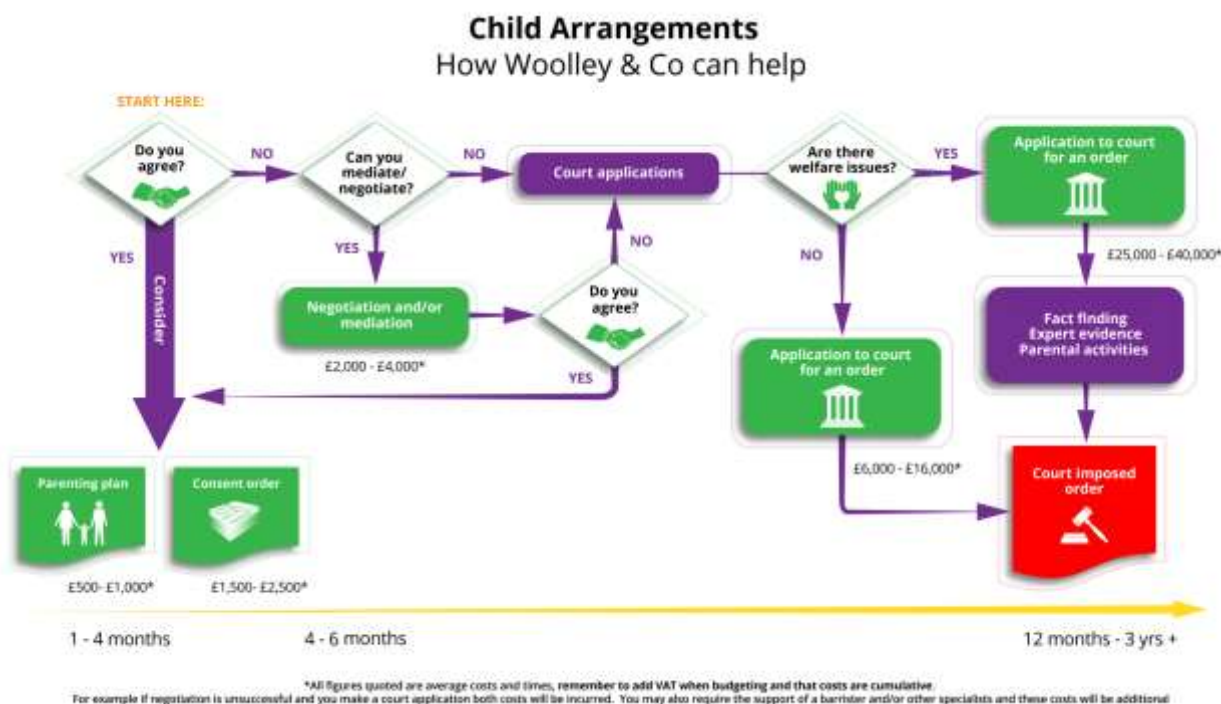 Child Arrangements
How Woolley & Co can help
START HERE:
Do you
agree?
NO
Can you
mediate/
negotiate?
NO
Court applications
Are there
welfare issues?
YES
Application to court
for an order
£25,000 - £40,000*
YES
Consider
YES
Negotiation and/or
mediation
£2,000 - £4,000*
Do you
agree?
NO
YES
NO
Application to court
for an order
£6,000 - £16,000*
Fact finding
Expert evidence
Parental activities
Court imposed
order
Parenting plan
£500- £1,000*
Consent order
£1,500- £2,500*
1 - 4 months
4 - 6 months
12 months - 3 yrs +
*All figures quoted are average costs and times, remember to add VAT when budgeting and that costs are cumulative.
For example if negotiation is unsuccessful and you make a court application both costs will be incurred. You may also require the support of a barrister and/or other specialists and these costs will be additional